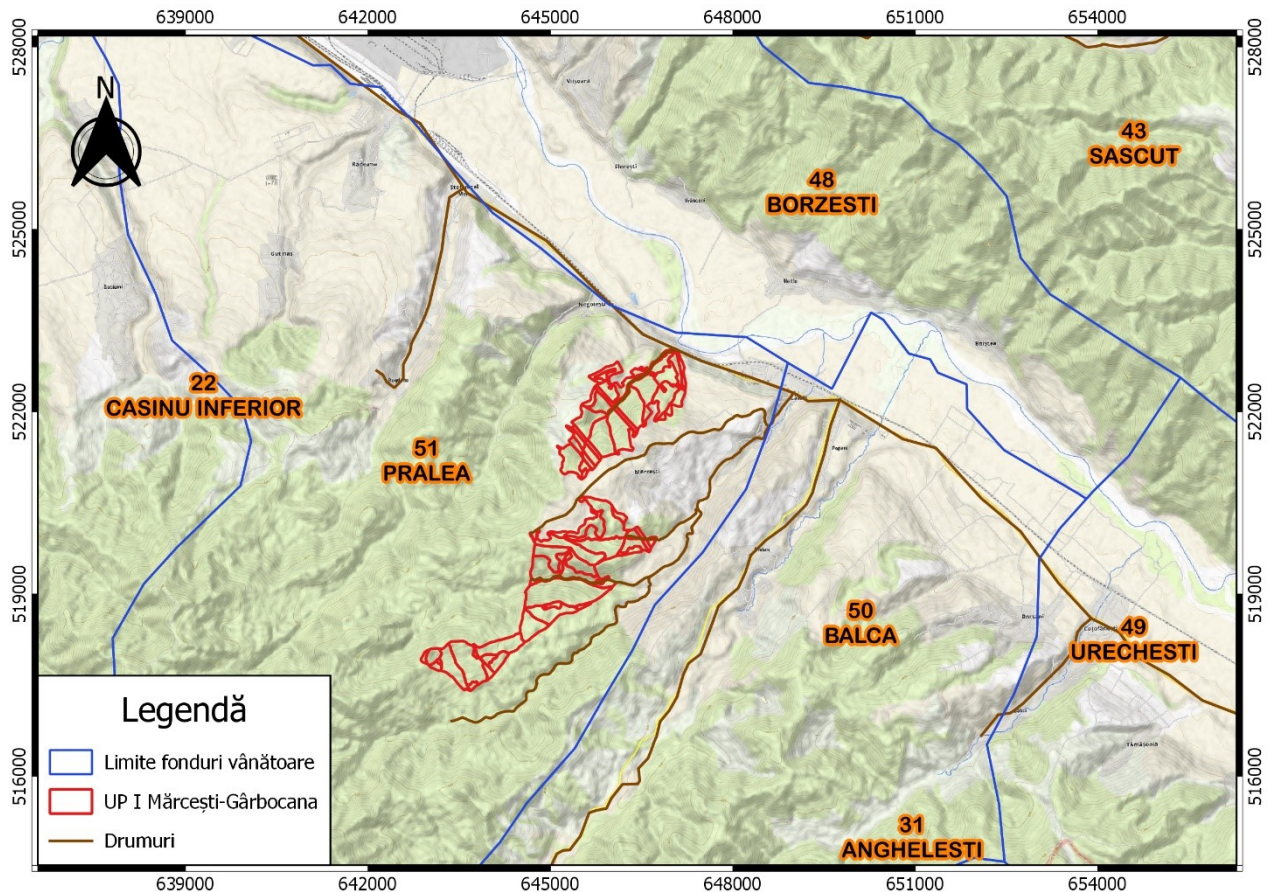 639000
642000
645000
648000
651000
654000
528000
528000
N
43
SASCUT
48
BORZESTI
525000
525000
22
CASINU INFERIOR
522000
522000
51
PRALEA
519000
519000
50
BALCA
49
URECHESTI
Legendă
Limite fonduri vânătoare
UP I Mărcești-Gârbocana
Drumuri
516000
516000
31
ANGHELESTI
639000
642000
645000
648000
651000
654000